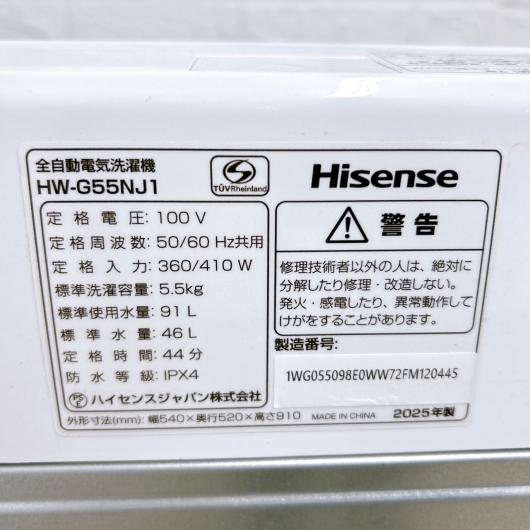 全自動電気洗濯機
HW-G55NJ1
TÜVRheinland
Hisense
定格電圧: 100 V
定格周波数: 50/60 Hz共用
定格入力: 360/410 W
標準洗濯容量: 5.5kg
標準使用水量: 91 L
標準水量: 46 L
定格時間: 44 分
防水等級: IPX4
PSE ハイセンスジャパン株式会社
外形寸法(mm): 幅540×奥行520×高さ910
警告
修理技術者以外の人は、絶対に
分解したり修理・改造しない。
発火・感電したり、異常動作して
けがをすることがあります。
製造番号:
1WG055098E0WW72FM120445
MADE IN CHINA
2025年製